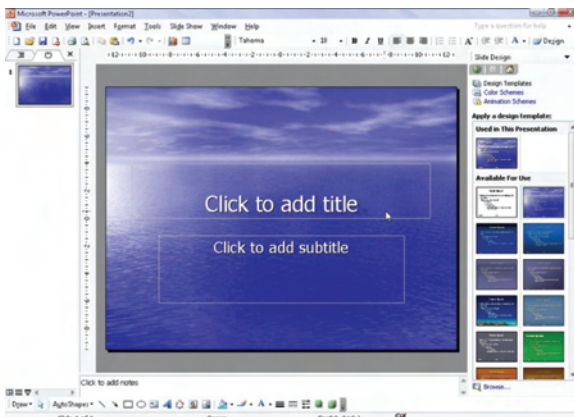 Microsoft PowerPoint - [Presentation2]
File Edit View Insert Format Tools Slide Show Window Help
Type a question for help
Tahoma
18
B I U
A
Design
Slide Design
Design Templates
Color Schemes
Animation Schemes
Apply a design template:
Used in This Presentation
Available For Use
1
Click to add title
Click to add subtitle
Browse...
Click to add notes
Draw AutoShapes